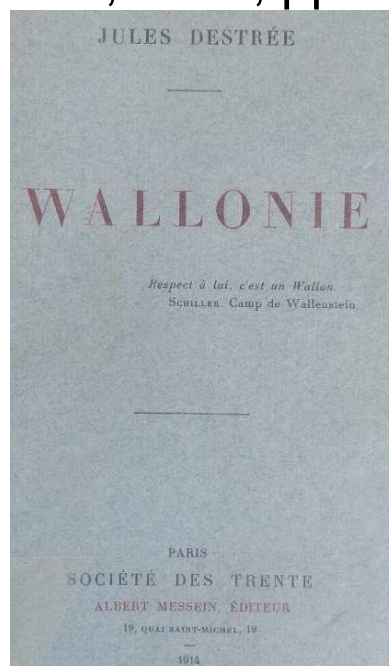 JULES DESTRÉE
WALLONIE
Respect à lui, c'est un Wallon.
SCHILLER. Camp de Wallenstein.
PARIS
SOCIÉTÉ DES TRENTE
ALBERT MESSEIN, ÉDITEUR
19, QUAI SAINT-MICHEL, 19
1914